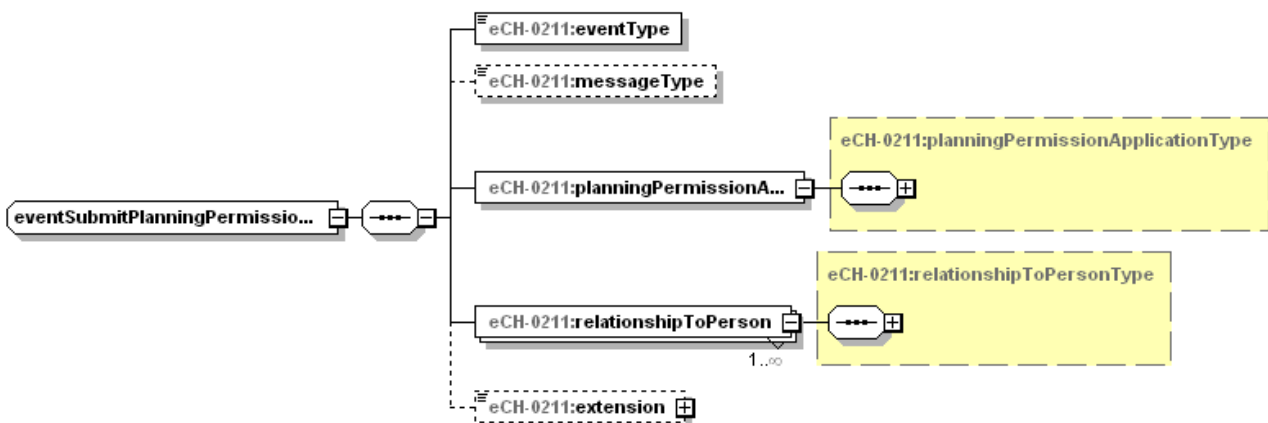 eCH-0211:eventType
eCH-0211:messageType
eCH-0211:planningPermissionApplicationType
eCH-0211:planningPermissionA...
eventSubmitPlanningPermissio...
eCH-0211:relationshipToPersonType
eCH-0211:relationshipToPerson
1..∞
eCH-0211:extension